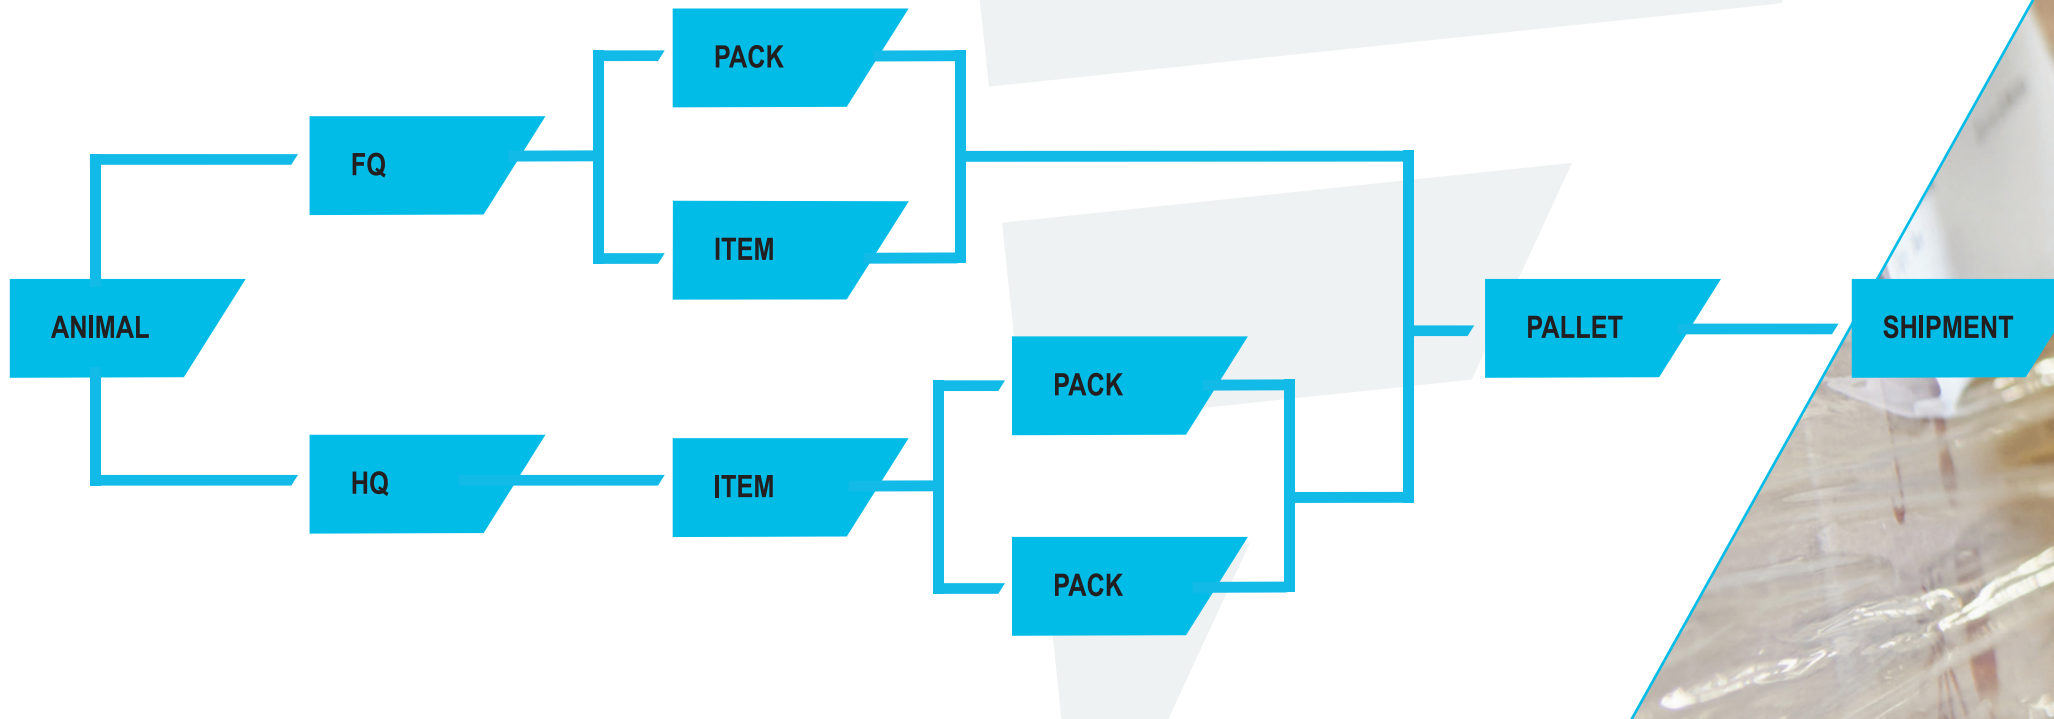 PACK
FQ
ITEM
ANIMAL
PALLET
SHIPMENT
PACK
HQ
ITEM
PACK